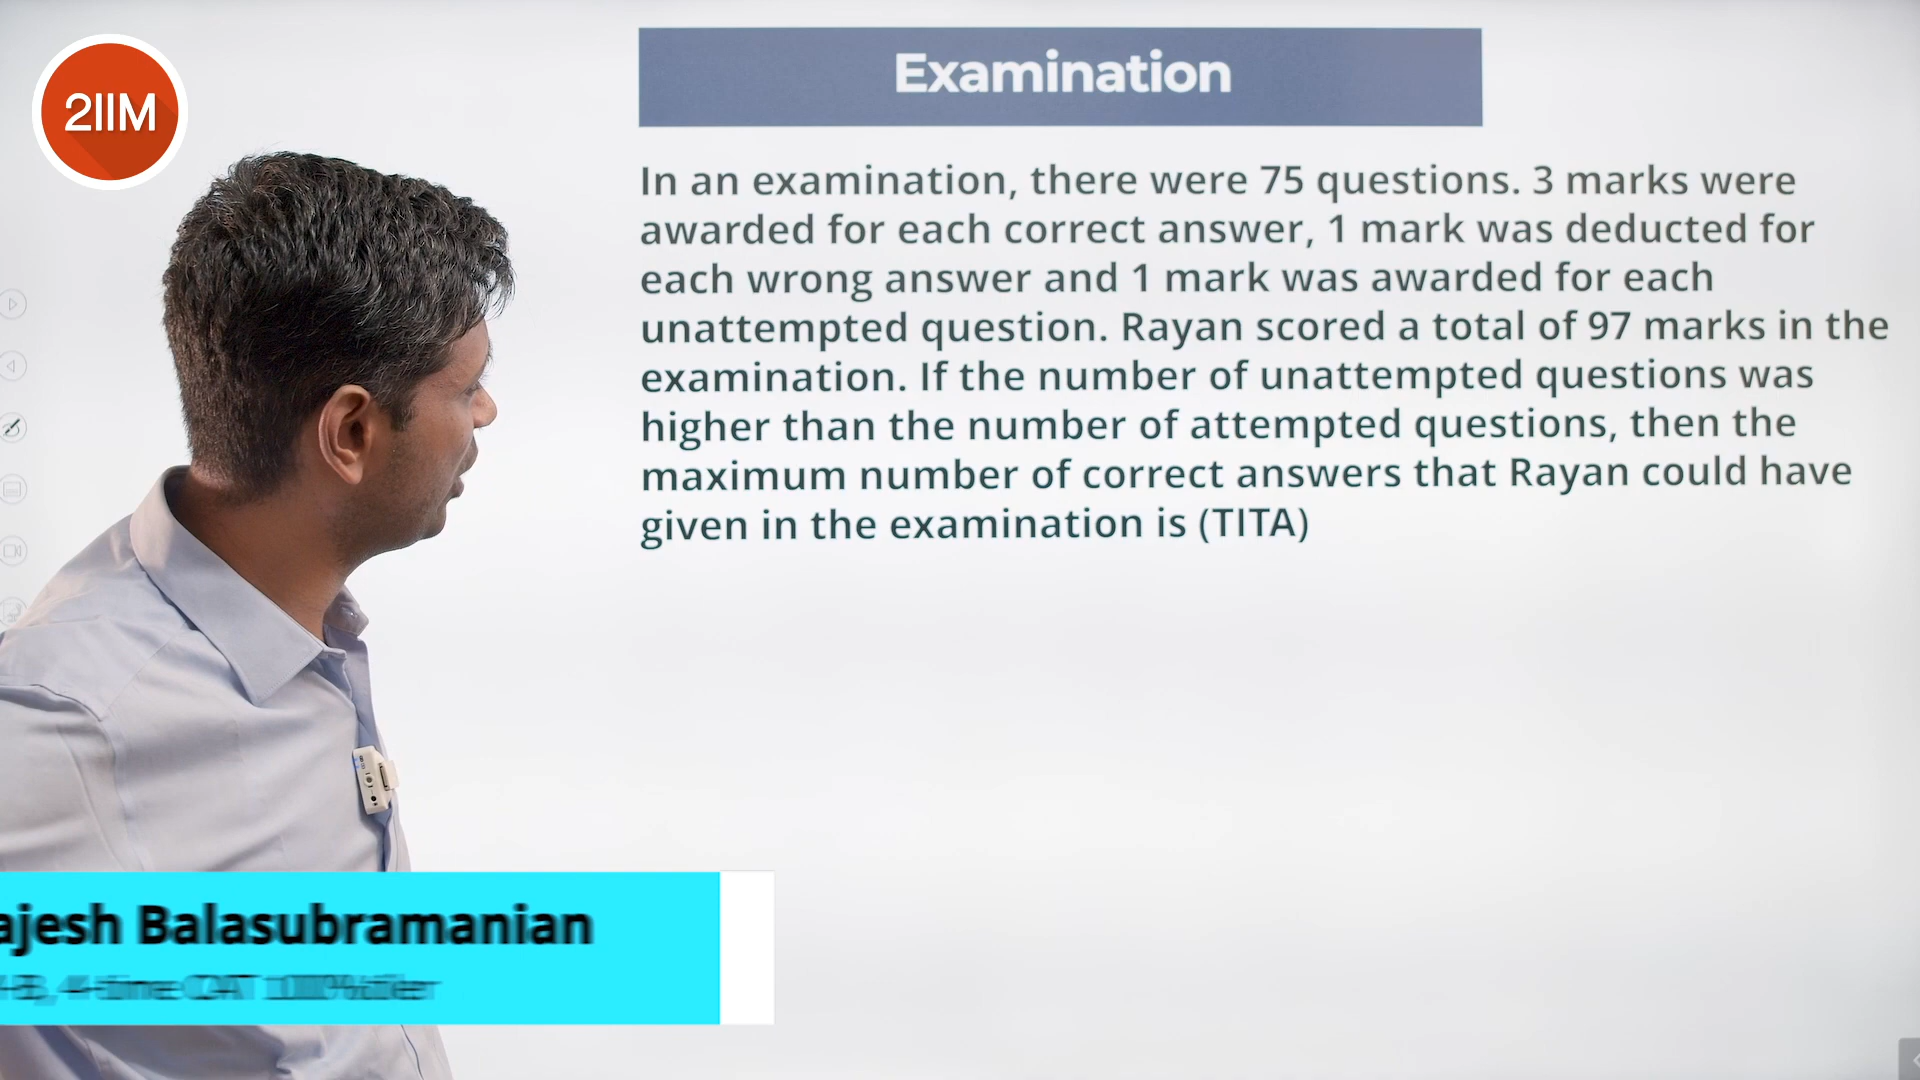 2IIM
Examination
In an examination, there were 75 questions. 3 marks were
awarded for each correct answer, 1 mark was deducted for
each wrong answer and 1 mark was awarded for each
unattempted question. Rayan scored a total of 97 marks in the
examination. If the number of unattempted questions was
higher than the number of attempted questions, then the
maximum number of correct answers that Rayan could have
given in the examination is (TITA)
ajesh Balasubramanian